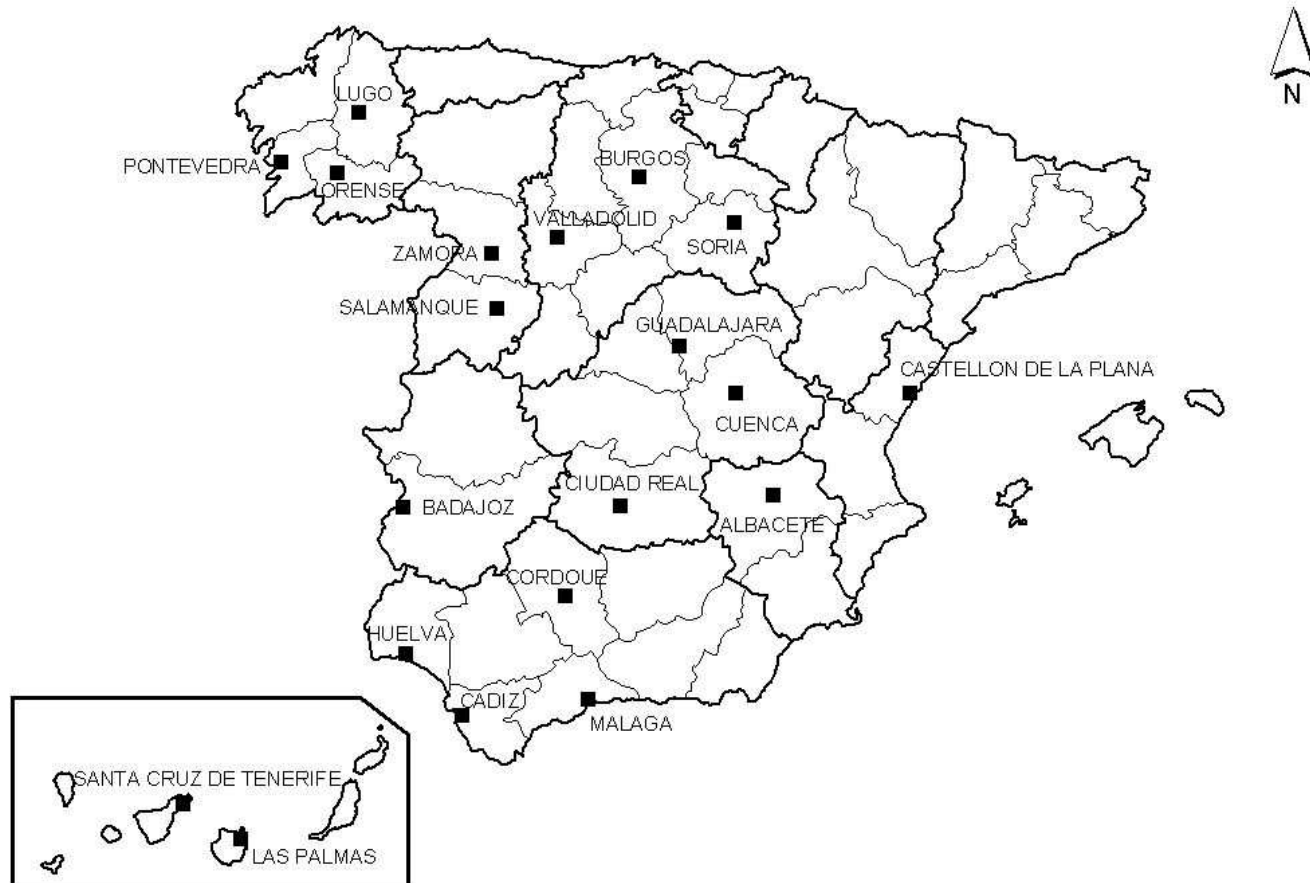 N
LUGO
PONTEVEDRA
ORENSE
BURGOS
VALLADOLID
SORIA
ZAMORA
SALAMANQUE
GUADALAJARA
CASTELLON DE LA PLANA
CUENCA
CIUDAD REAL
BADAJOZ
ALBACETE
CORDOUE
HUELVA
CADIZ
MALAGA
SANTA CRUZ DE TENERIFE
LAS PALMAS